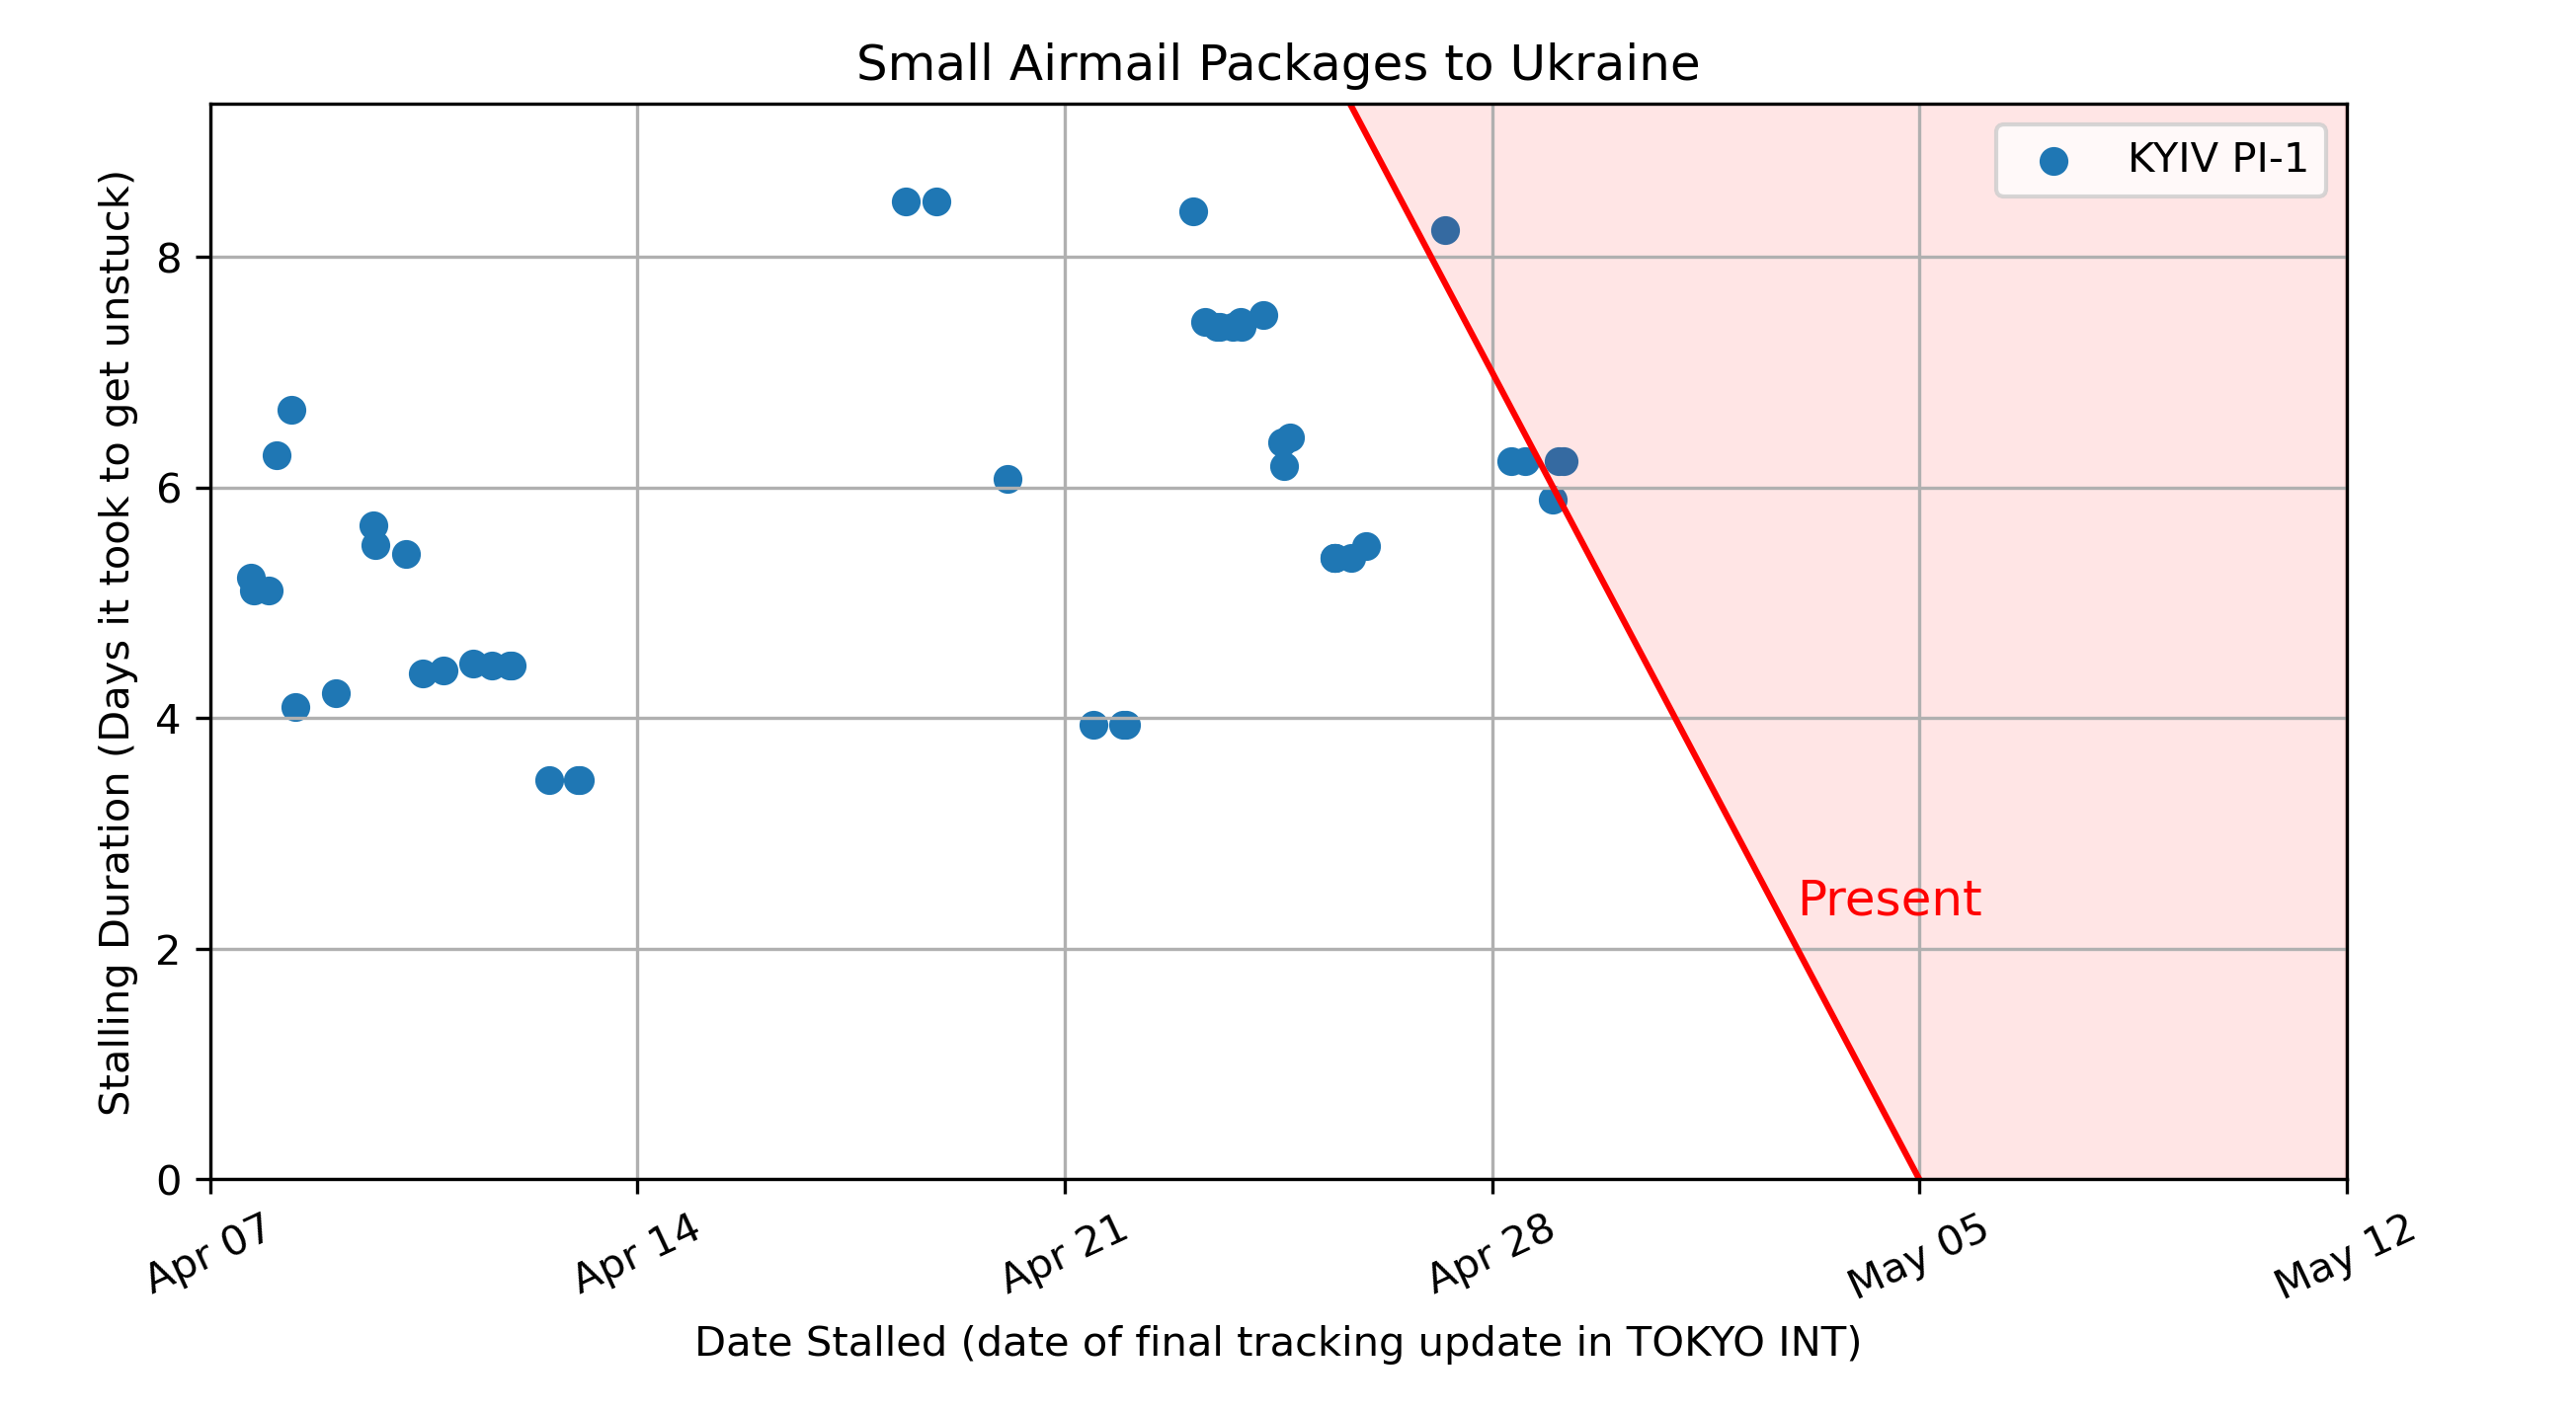 Small Airmail Packages to Ukraine
KYIV PI-1
Stalling Duration (Days it took to get unstuck)
8
6
4
2
0
Present
Apr 07
Apr 14
Apr 21
Apr 28
May 05
May 12
Date Stalled (date of final tracking update in TOKYO INT)